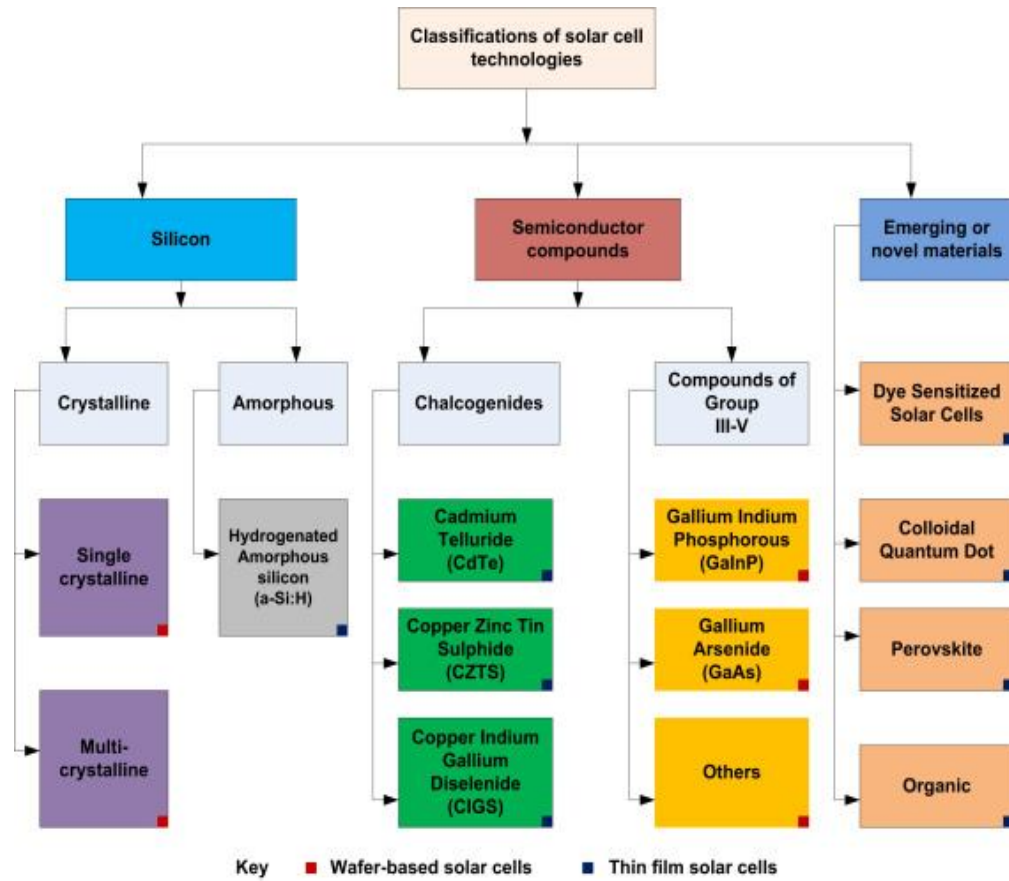 Classifications of solar cell
technologies
Silicon
Semiconductor
compounds
Emerging or
novel materials
Crystalline
Amorphous
Chalcogenides
Compounds of
Group
III-V
Dye Sensitized
Solar Cells
Single
crystalline
Hydrogenated
Amorphous
silicon
(a-Si:H)
Cadmium
Telluride
(CdTe)
Gallium Indium
Phosphorous
(GaInP)
Colloidal
Quantum Dot
Copper Zinc Tin
Sulphide
(CZTS)
Gallium
Arsenide
(GaAs)
Perovskite
Multi-
crystalline
Copper Indium
Gallium
Diselenide
(CIGS)
Others
Organic
Key
Wafer-based solar cells
Thin film solar cells